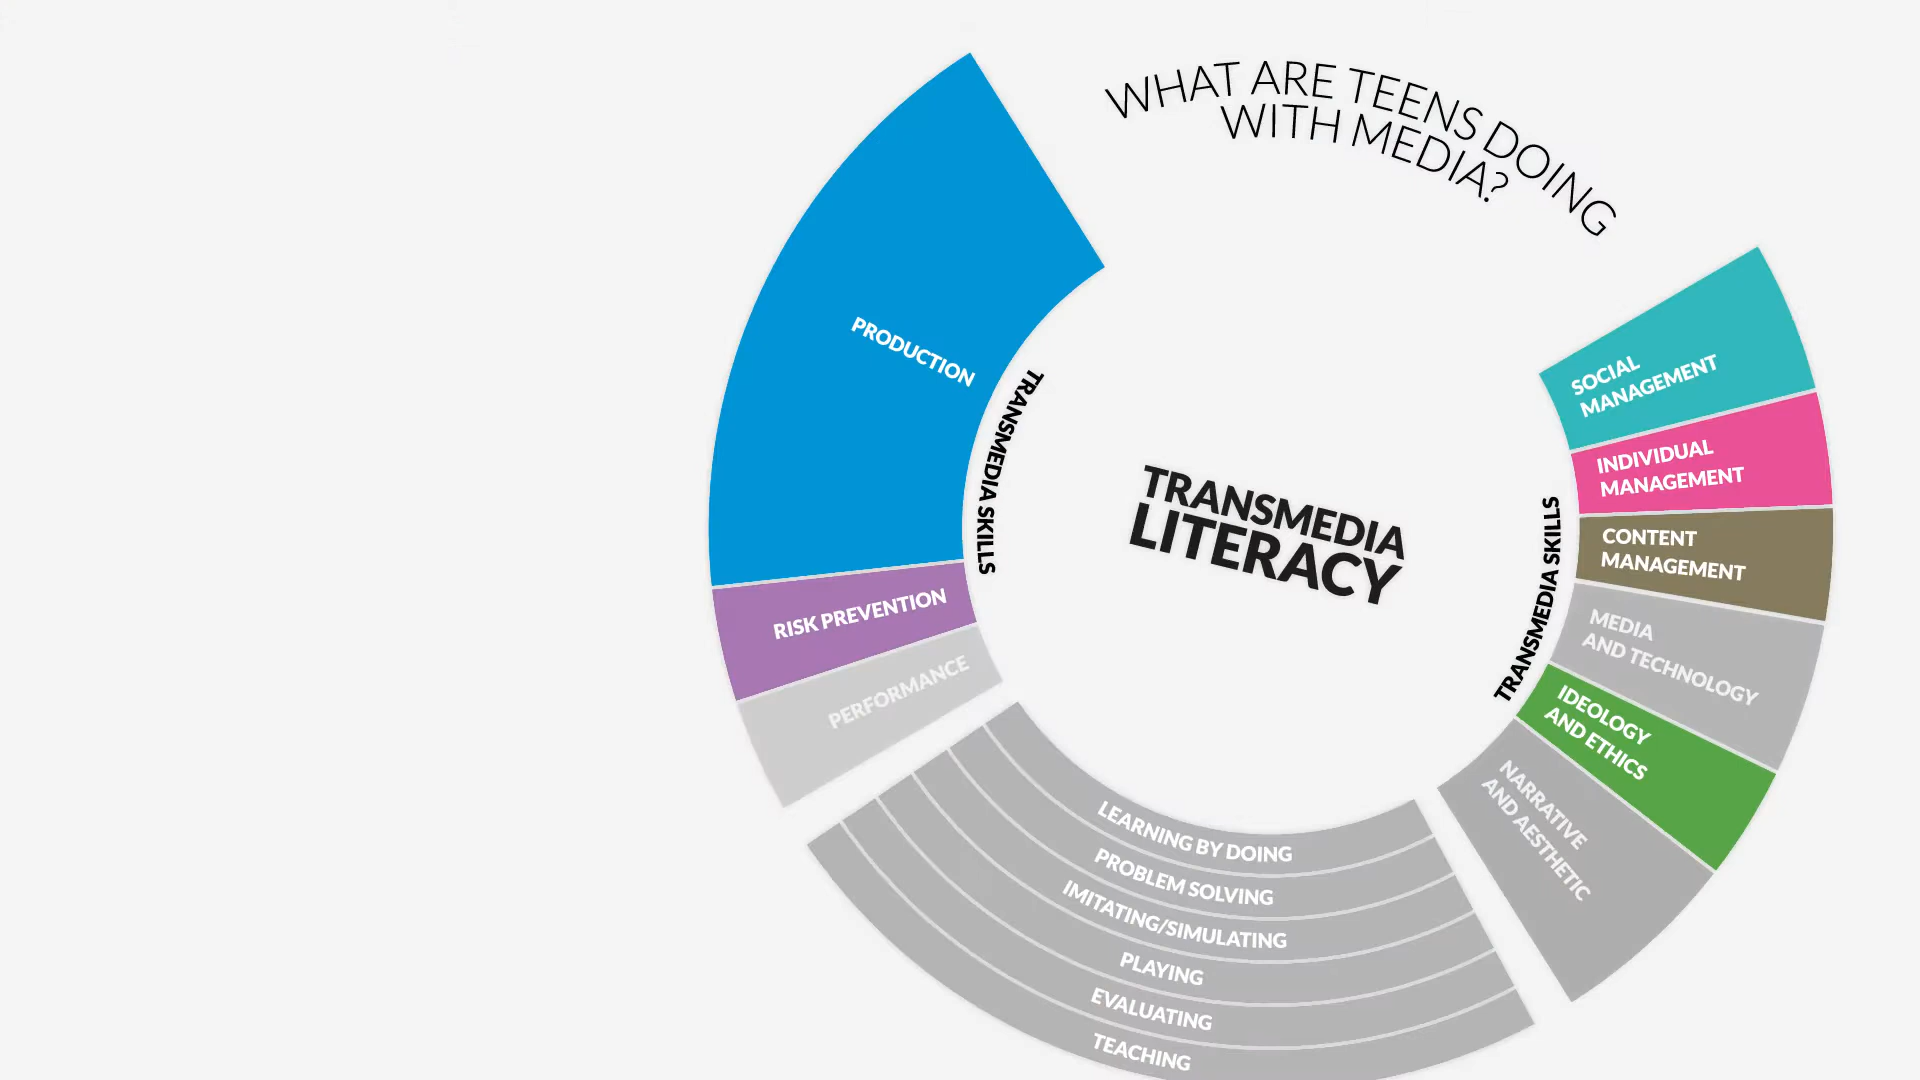 WHAT ARE TEENS DOING
WITH MEDIA?
PRODUCTION
RISK PREVENTION
PERFORMANCE
TRANSMEDIA SKILLS
TRANSMEDIA
LITERACY
SOCIAL
MANAGEMENT
INDIVIDUAL
MANAGEMENT
CONTENT
MANAGEMENT
MEDIA
AND TECHNOLOGY
IDEOLOGY
AND ETHICS
NARRATIVE
AND AESTHETIC
TRANSMEDIA SKILLS
LEARNING BY DOING
PROBLEM SOLVING
IMITATING/SIMULATING
PLAYING
EVALUATING
TEACHING